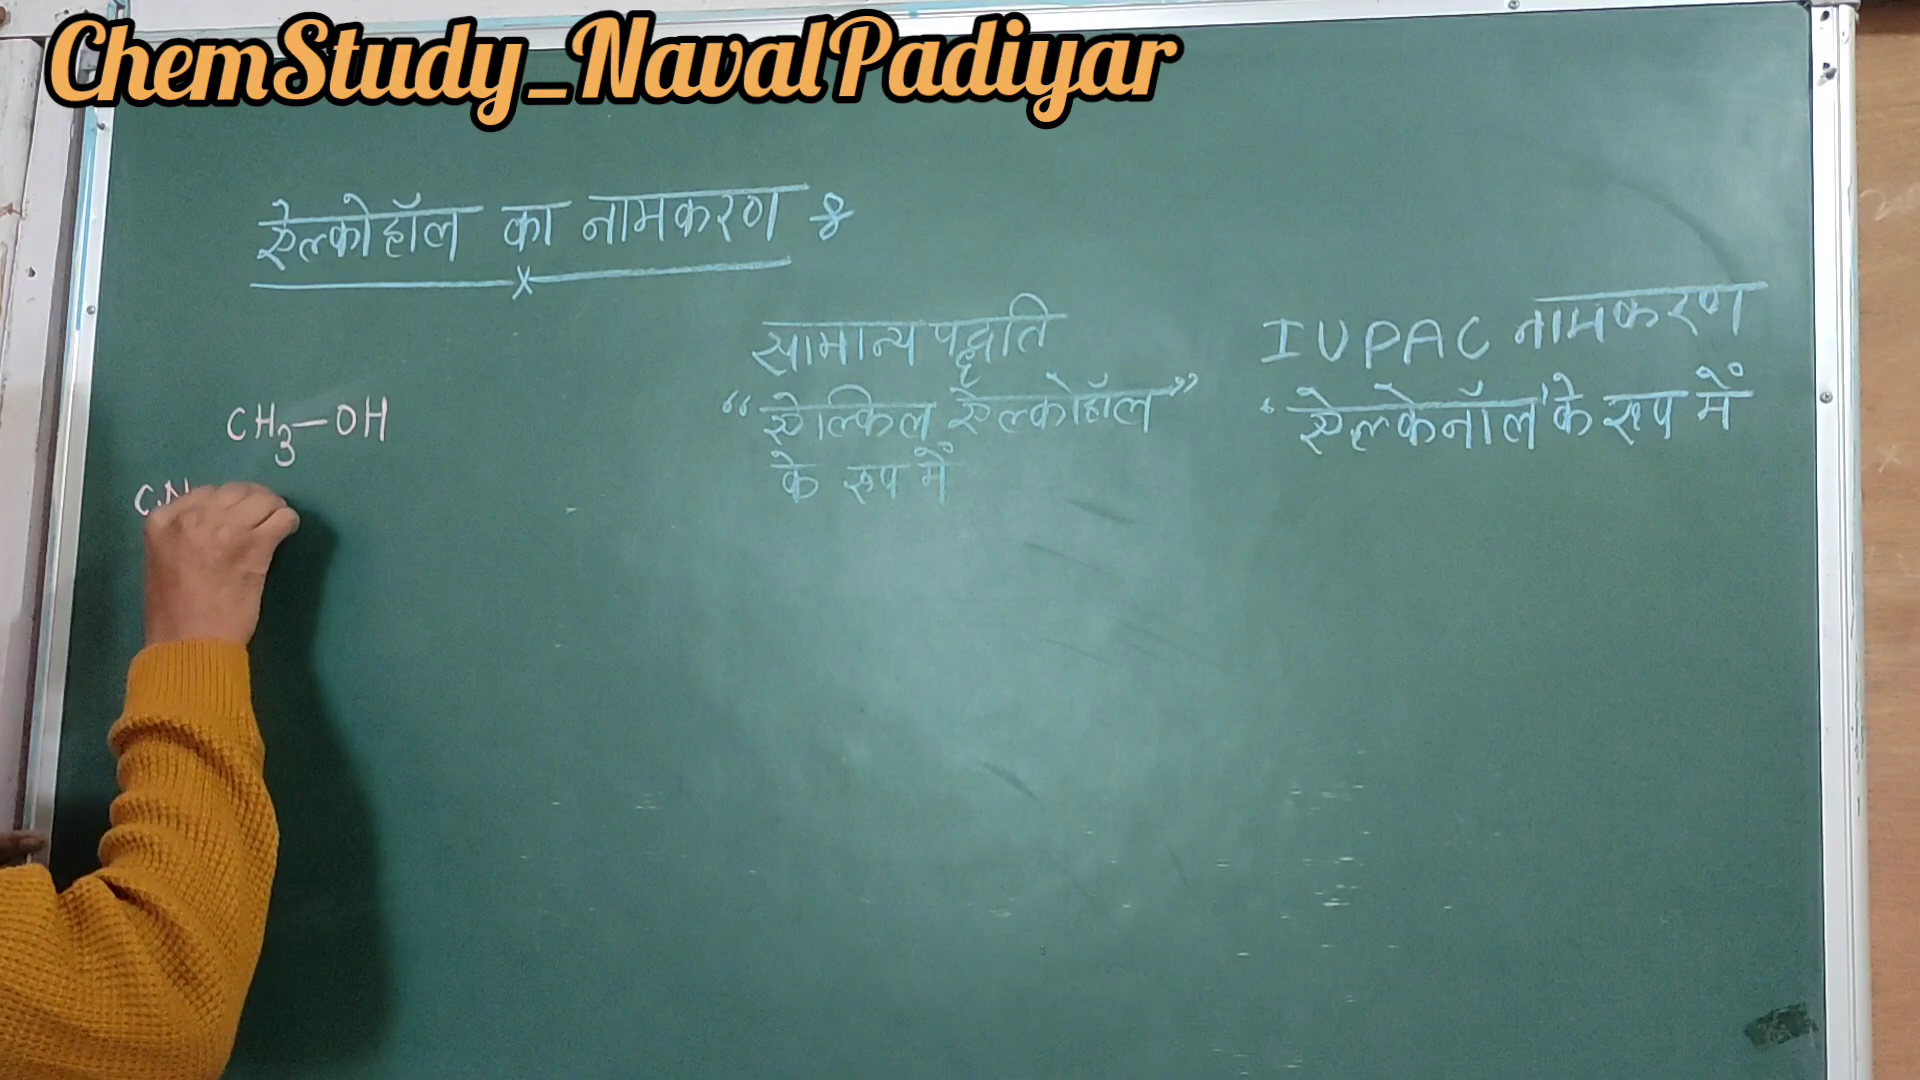 ChemStudy_NavalPadiyar
ऐल्कोहॉल का नामकरण :
सामान्य पद्धति
IUPAC नामकरण
“ऐल्किल ऐल्कोहॉल”
के रूप में
'ऐल्केनॉल' के रूप में
CH₃—OH